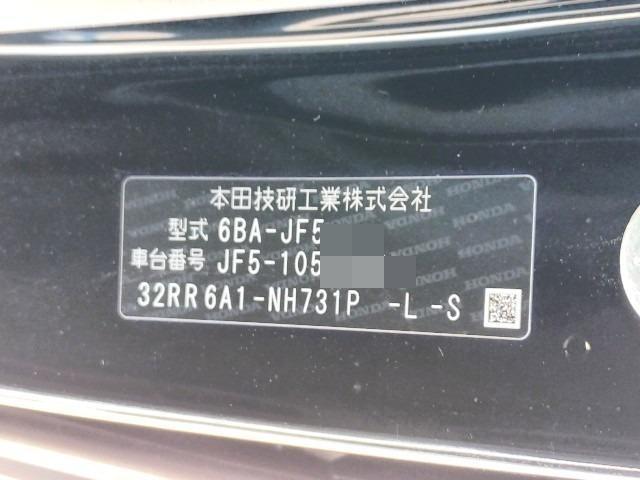 本田技研工業株式会社
型式 6BA-JF5
車台番号 JF5-105
32RR6A1-NH731P -L-S